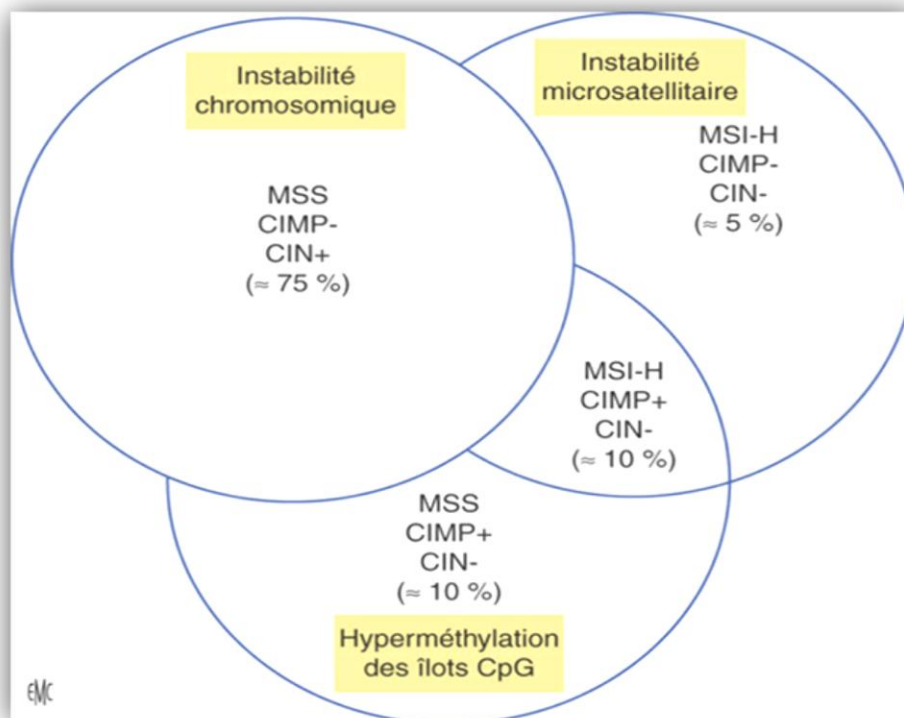 Instabilité
chromosomique
MSS
CIMP-
CIN+
(≈ 75 %)
Instabilité
microsatellitaire
MSI-H
CIMP-
CIN-
(≈ 5 %)
MSI-H
CIMP+
CIN-
(≈ 10 %)
MSS
CIMP+
CIN-
(≈ 10 %)
Hyperméthylation
des îlots CpG
EMC